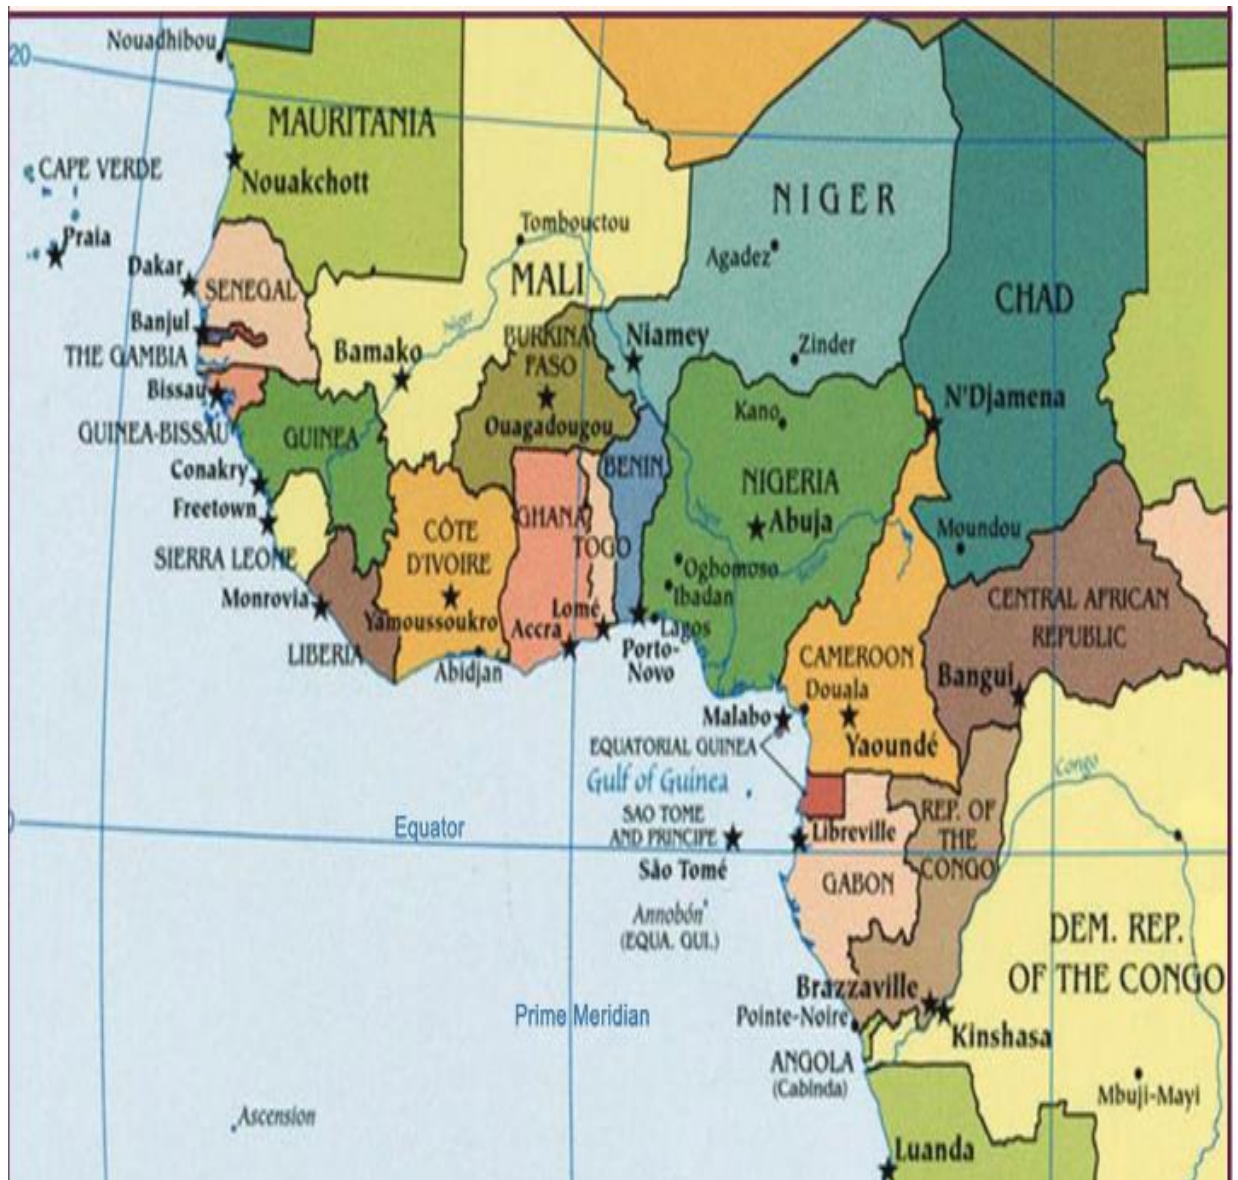 Nouadhibou
20
MAURITANIA
CAPE VERDE
Nouakchott
NIGER
Tombouctou
Praia
Agadez
Dakar
SENEGAL
MALI
CHAD
Banjul
Niger
BURKINA
FASO
Niamey
Zinder
THE GAMBIA
Bamako
Bissau
N'Djamena
Kano
GUINEA-BISSAU
GUINEA
Ouagadougou
BENIN
Conakry
NIGERIA
Freetown
CÔTE
D'IVOIRE
GHANA
TOGO
Niger
Abuja
Moundou
SIERRA LEONE
Ogbomoso
Benue
Ibadan
Monrovia
Yamoussoukro
Lomé
Accra
Lagos
CENTRAL AFRICAN
REPUBLIC
LIBERIA
Abidjan
Porto-
Novo
CAMEROON
Douala
Bangui
Malabo
EQUATORIAL GUINEA
Yaoundé
Gulf of Guinea
Congo
SAO TOME
AND PRINCIPE
São Tomé
0
Equator
Libreville
REP. OF
THE
CONGO
GABON
Annobón
(EQUA. GUI.)
DEM. REP.
OF THE CONGO
Brazzaville
Prime Meridian
Pointe-Noire
Kinshasa
ANGOLA
(Cabinda)
Mbuji-Mayi
Ascension
Luanda